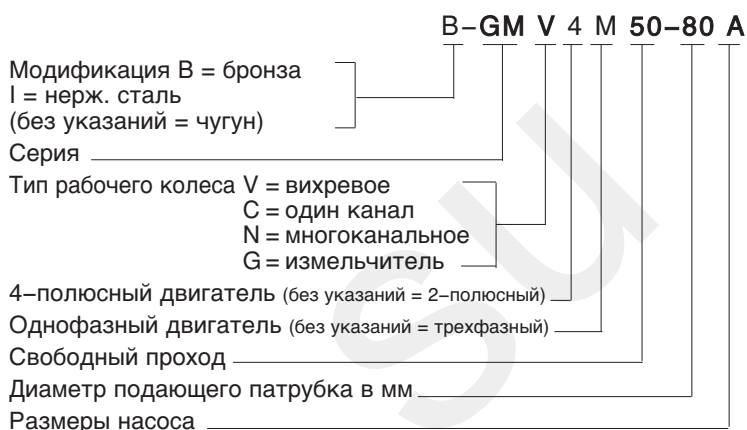 B–GM V 4 M 50–80 A
Модификация B = бронза
I = нерж. сталь
(без указаний = чугун)
Серия
Тип рабочего колеса V = вихревое
C = один канал
N = многоканальное
G = измельчитель
4–полюсный двигатель (без указаний = 2–полюсный)
Однофазный двигатель (без указаний = трехфазный)
Свободный проход
Диаметр подающего патрубка в мм
Размеры насоса
su